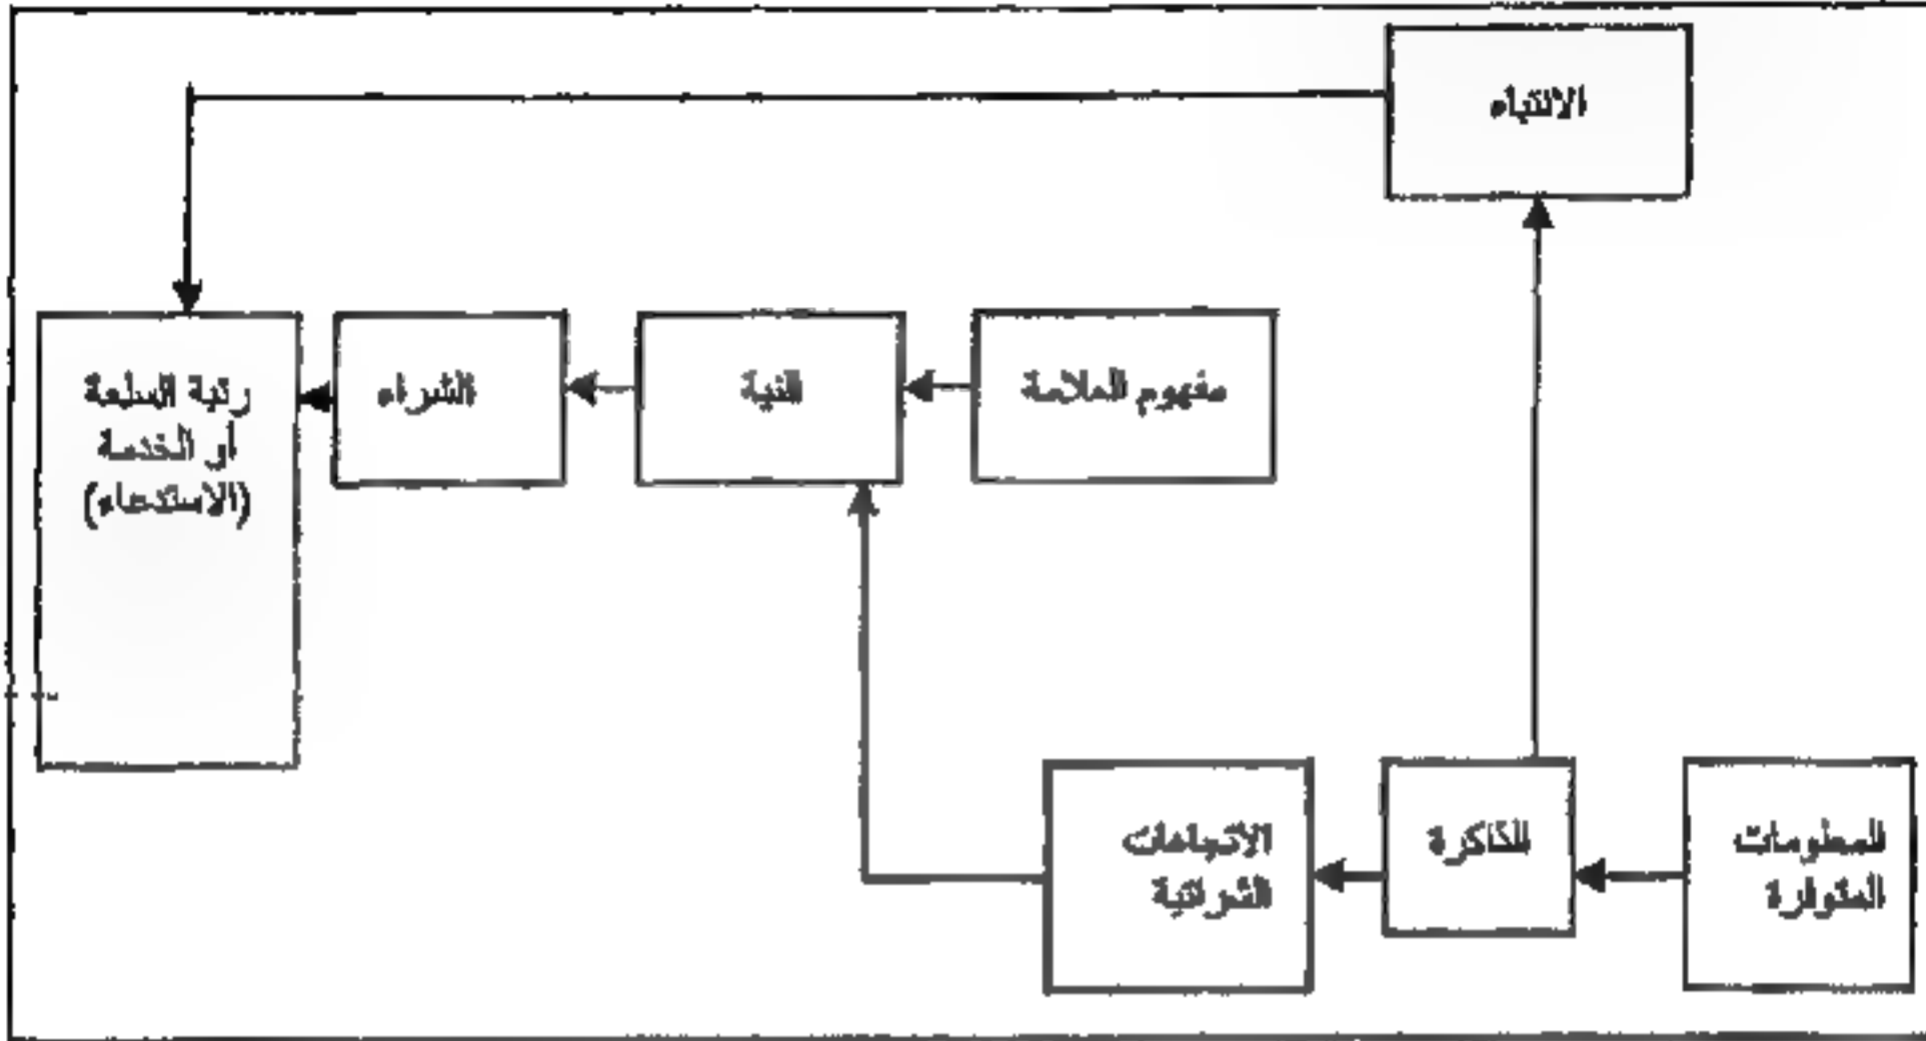 الانتباه
مفهوم العلامة
النية
الشراء
رتبة السلعة
أو الخدمة
(الاستدعاء)
المعلومات
المتوفرة
الذاكرة
الاتجاهات
الشرائية